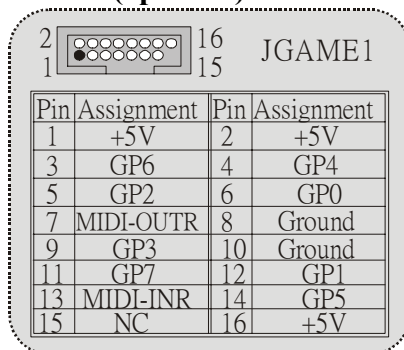 2 16 JGAME1
1 15
Pin Assignment Pin Assignment
1 +5V 2 +5V
3 GP6 4 GP4
5 GP2 6 GP0
7 MIDI-OUTR 8 Ground
9 GP3 10 Ground
11 GP7 12 GP1
13 MIDI-INR 14 GP5
15 NC 16 +5V